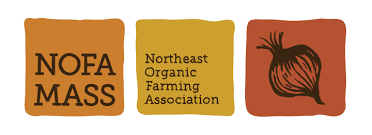 NOFA
MASS
Northeast
Organic
Farming
Association